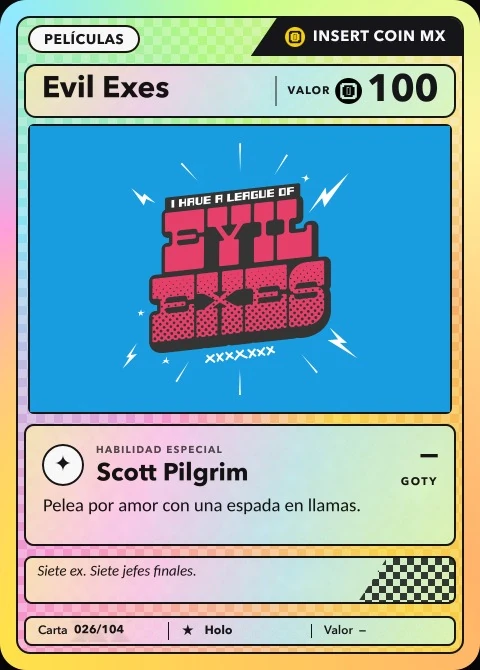 PELÍCULAS
INSERT COIN MX
Evil Exes
VALOR 100
I HAVE A LEAGUE OF
EVIL
EXES
XXXXXXX
HABILIDAD ESPECIAL
Scott Pilgrim
—
GOTY
Pelea por amor con una espada en llamas.
Siete ex. Siete jefes finales.
Carta 026/104 ★ Holo Valor —